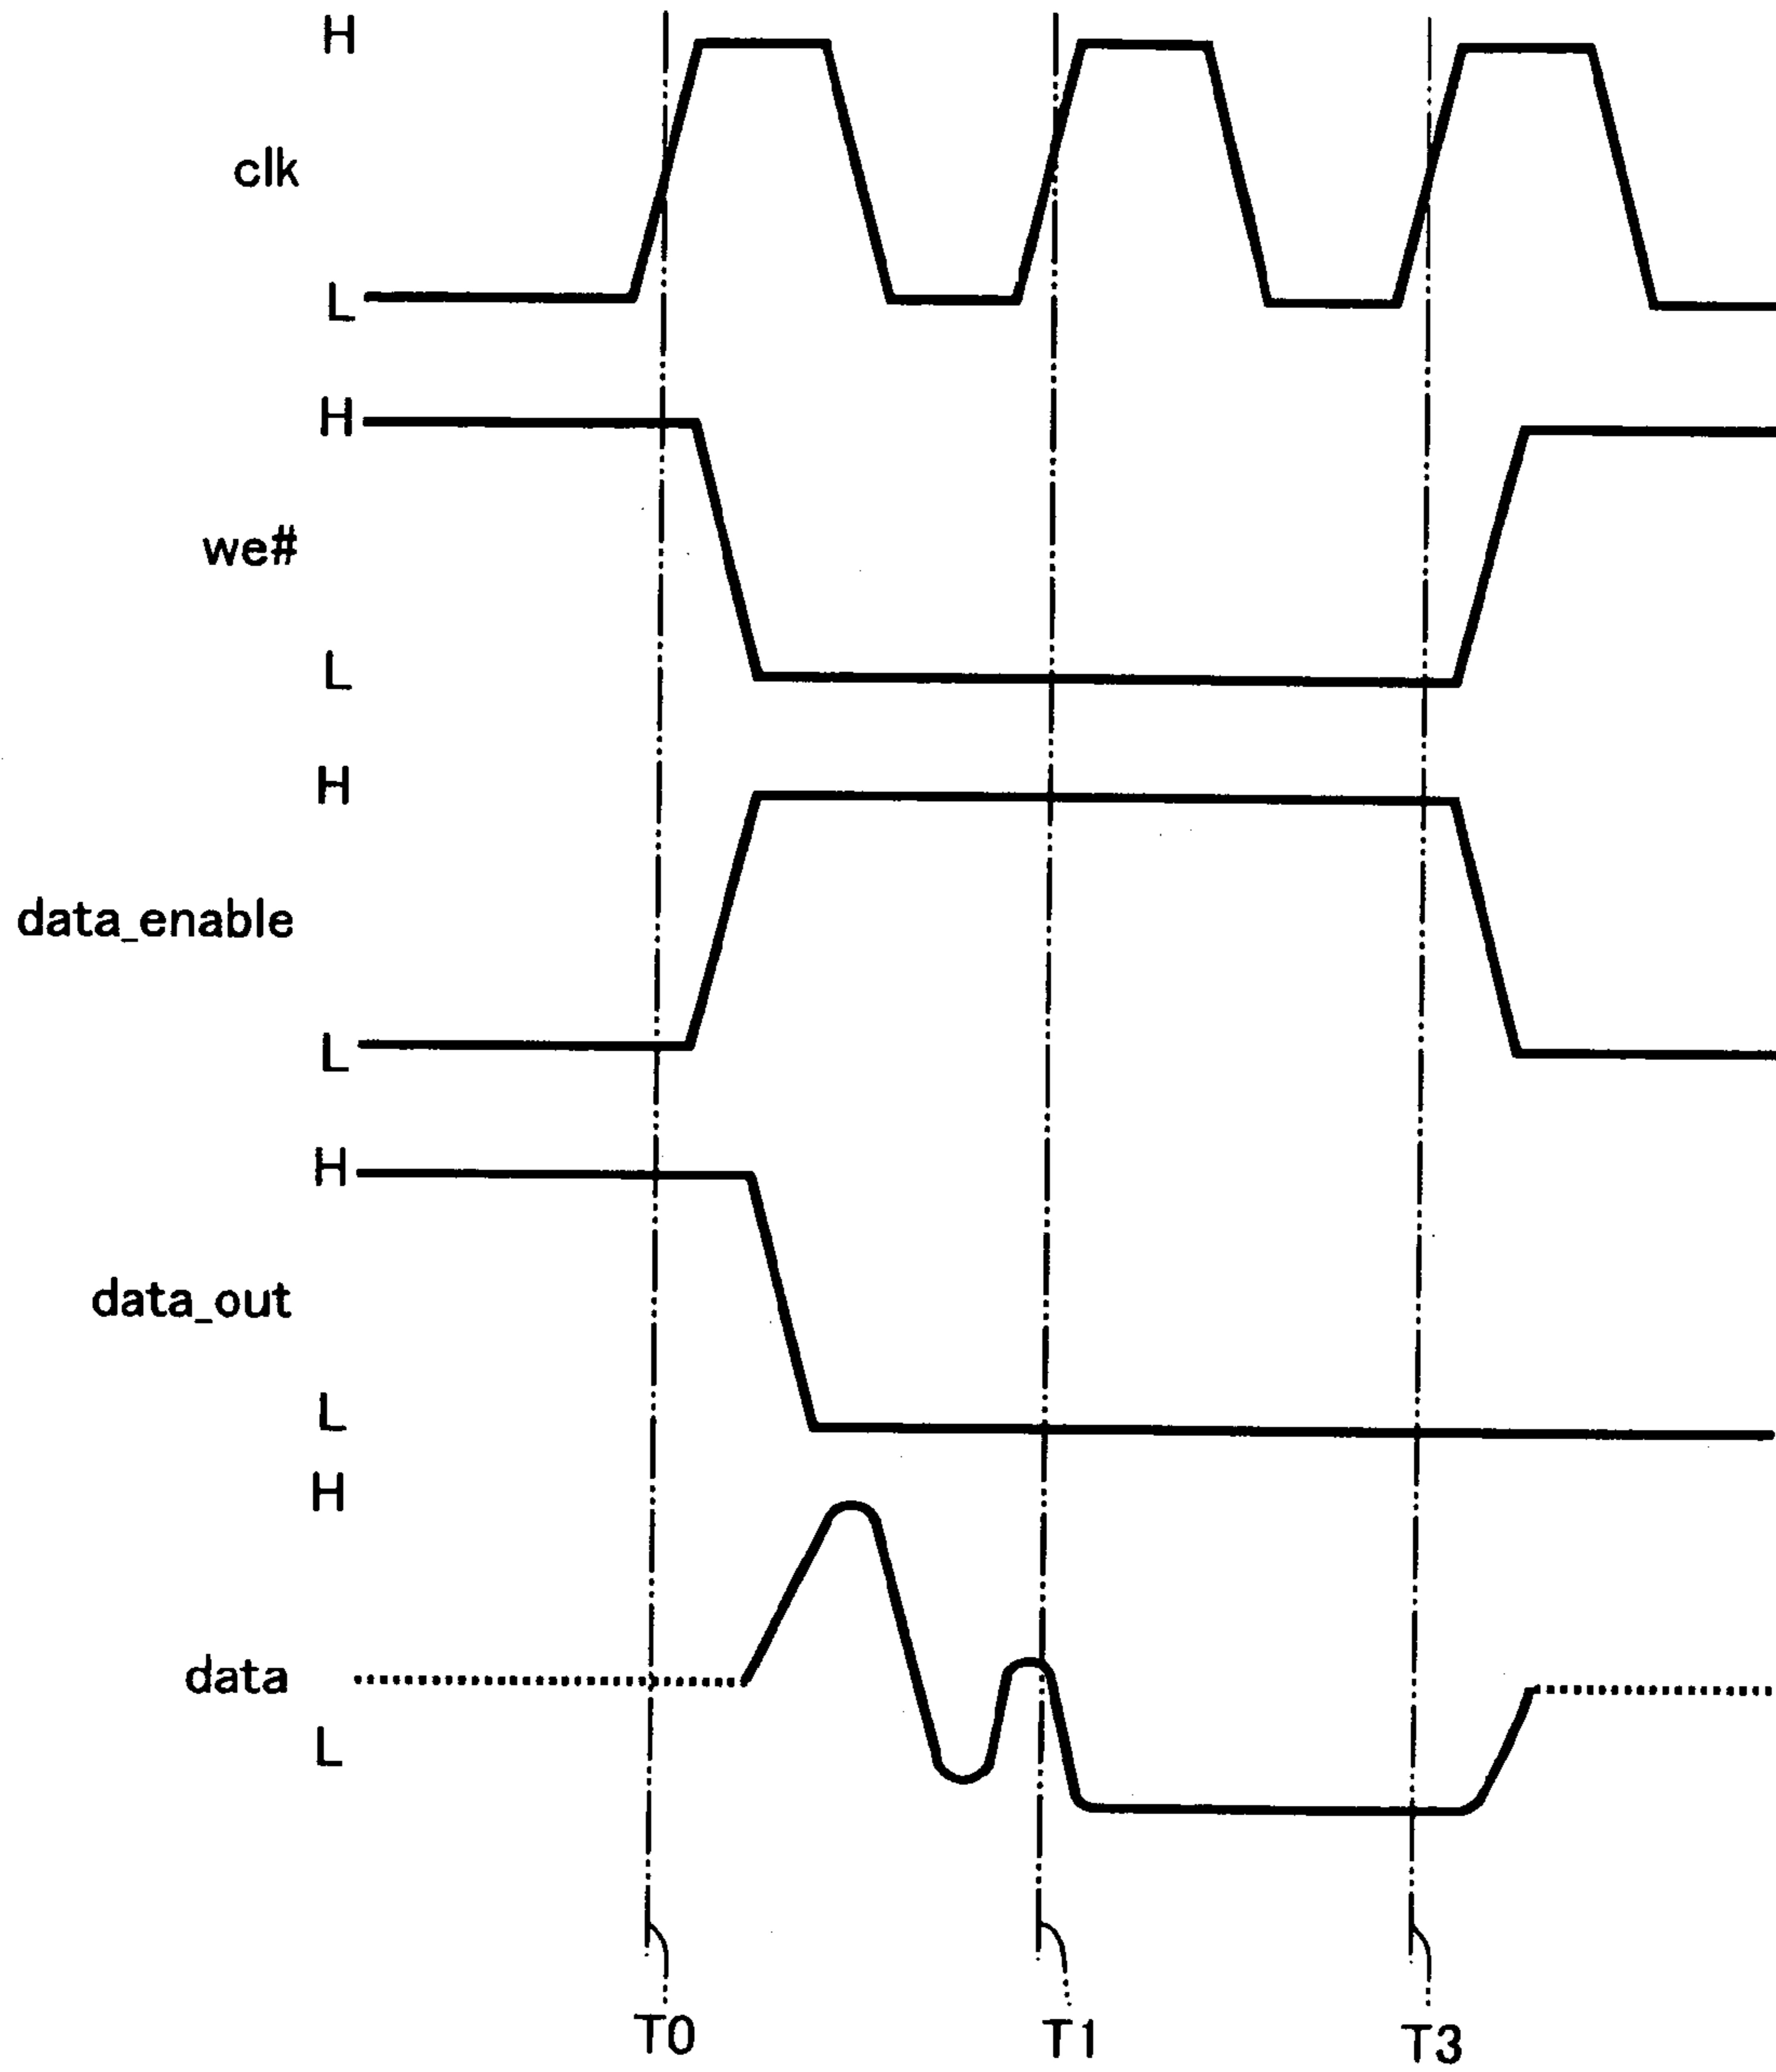 H
clk
L
H
we#
L
H
data_enable
L
H
data_out
L
H
data
L
T0 T1 T3